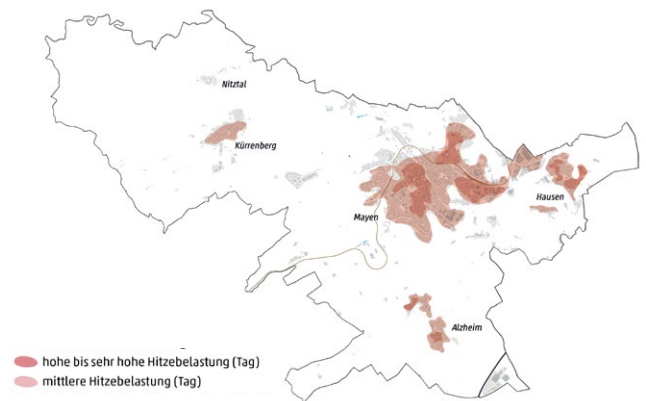 Nitztal
Kürrenberg
Mayen
Hausen
Alzheim
hohe bis sehr hohe Hitzebelastung (Tag)
mittlere Hitzebelastung (Tag)